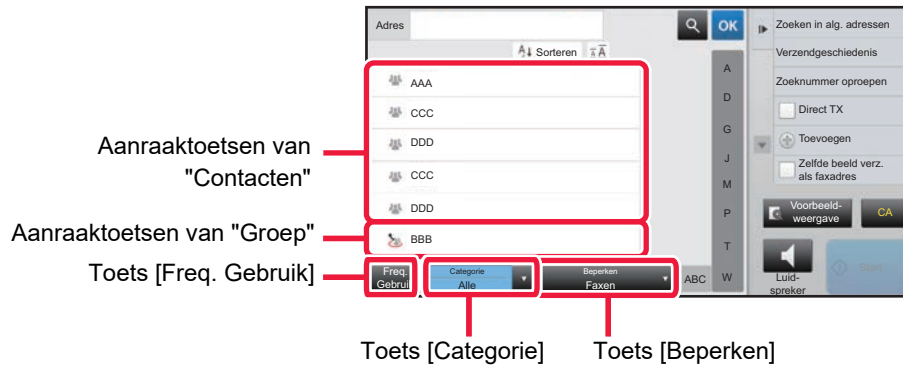 Adres
OK
Zoeken in alg. adressen
Sorteren
Verzendgeschiedenis
AAA
A
Zoeknummer oproepen
CCC
D
Direct TX
DDD
G
Toevoegen
Aanraaktoetsen van
"Contacten"
J
Zelfde beeld verz.
als faxadres
CCC
M
DDD
P
Voorbeeld-
weergave
CA
Aanraaktoetsen van "Groep"
BBB
T
Toets [Freq. Gebruik]
Freq.
Gebrui
Categorie
Alle
Beperken
Faxen
ABC
W
Luid-
spreker
Start
Toets [Categorie]
Toets [Beperken]